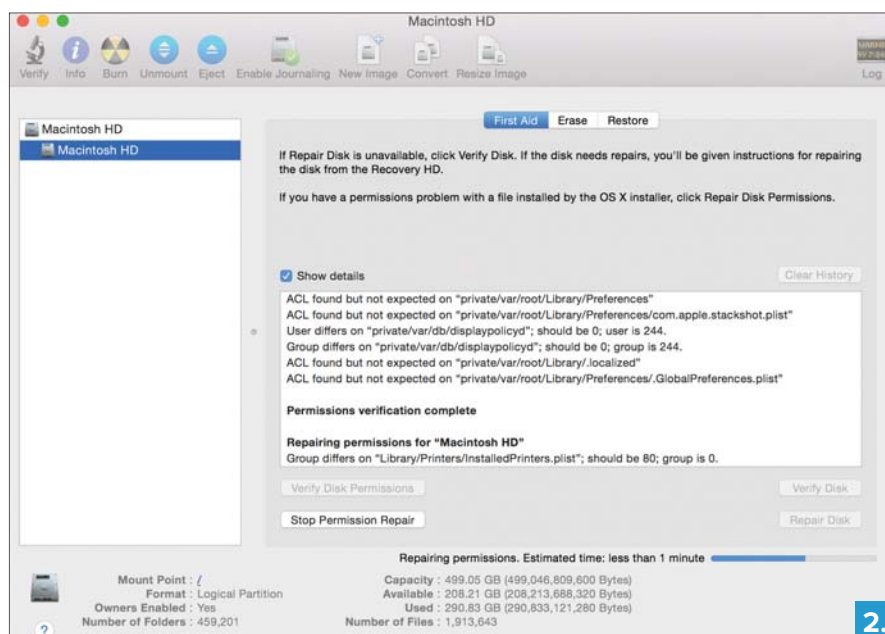 Macintosh HD
Verify Info Burn Unmount Eject Enable Journaling New Image Convert Resize Image Log
Macintosh HD
Macintosh HD
First Aid Erase Restore
If Repair Disk is unavailable, click Verify Disk. If the disk needs repairs, you'll be given instructions for repairing
the disk from the Recovery HD.
If you have a permissions problem with a file installed by the OS X installer, click Repair Disk Permissions.
Show details Clear History
ACL found but not expected on "private/var/root/Library/Preferences"
ACL found but not expected on "private/var/root/Library/Preferences/com.apple.stackshot.plist"
User differs on "private/var/db/displaypolicyd"; should be 0; user is 244.
Group differs on "private/var/db/displaypolicyd"; should be 0; group is 244.
ACL found but not expected on "private/var/root/Library/.localized"
ACL found but not expected on "private/var/root/Library/Preferences/.GlobalPreferences.plist"
Permissions verification complete
Repairing permissions for "Macintosh HD"
Group differs on "Library/Printers/InstalledPrinters.plist"; should be 80; group is 0.
Verify Disk Permissions Verify Disk
Stop Permission Repair Repair Disk
Repairing permissions. Estimated time: less than 1 minute
Mount Point : / Capacity : 499.05 GB (499,046,809,600 Bytes)
Format : Logical Partition Available : 208.21 GB (208,213,688,320 Bytes)
Owners Enabled : Yes Used : 290.83 GB (290,833,121,280 Bytes)
Number of Folders : 459,201 Number of Files : 1,913,643
?
2.